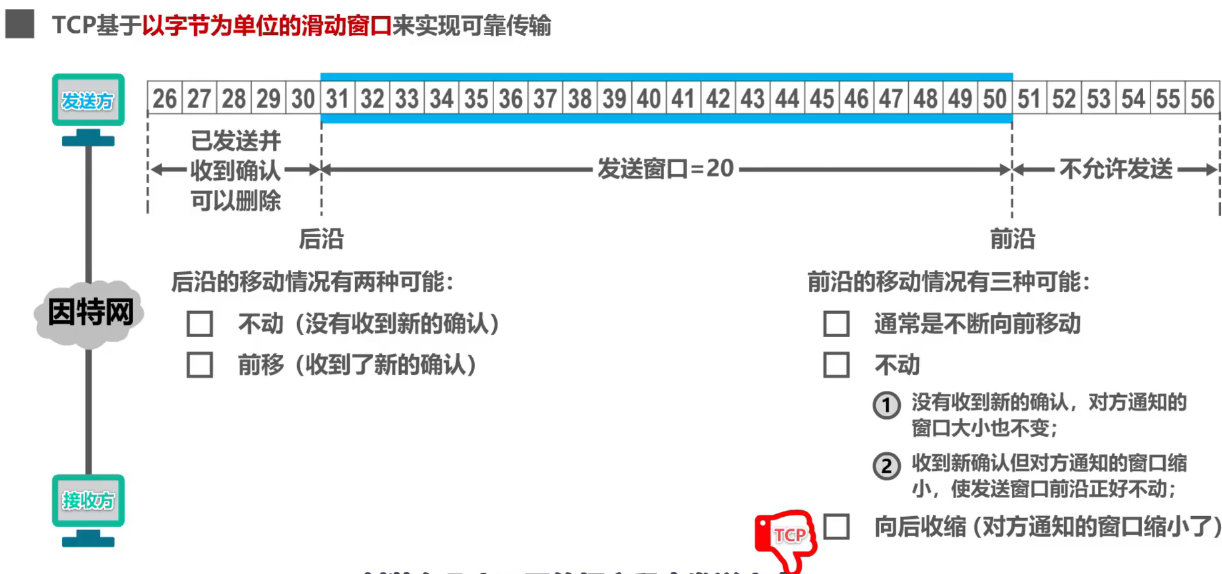 TCP基于以字节为单位的滑动窗口来实现可靠传输
发送方
26 27 28 29 30 31 32 33 34 35 36 37 38 39 40 41 42 43 44 45 46 47 48 49 50 51 52 53 54 55 56
已发送并
收到确认
可以删除
发送窗口=20
不允许发送
后沿
前沿
后沿的移动情况有两种可能：
不动（没有收到新的确认）
前移（收到了新的确认）
前沿的移动情况有三种可能：
通常是不断向前移动
不动
1 没有收到新的确认，对方通知的
窗口大小也不变；
2 收到新确认但对方通知的窗口缩
小，使发送窗口前沿正好不动；
向后收缩 (对方通知的窗口缩小了)
TCP
因特网
接收方